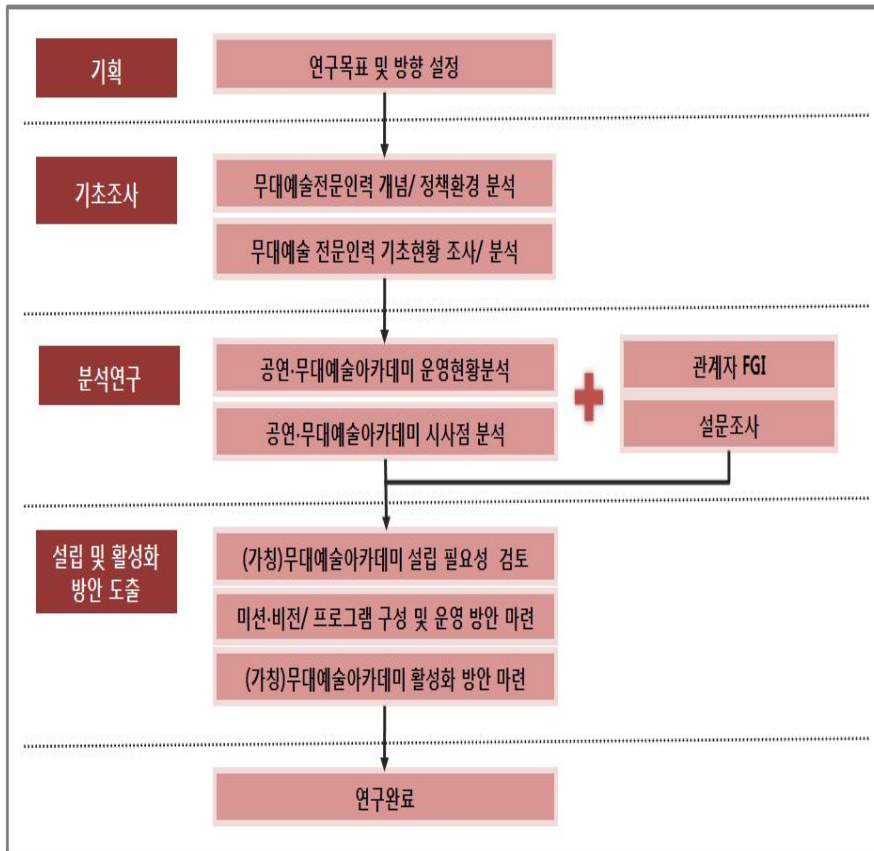 기획
연구목표 및 방향 설정
기초조사
무대예술전문인력 개념/ 정책환경 분석
무대예술 전문인력 기초현황 조사/ 분석
분석연구
공연·무대예술아카데미 운영현황분석
공연·무대예술아카데미 시사점 분석
관계자 FGI
설문조사
설립 및 활성화
방안 도출
(가칭)무대예술아카데미 설립 필요성 검토
미션·비전/ 프로그램 구성 및 운영 방안 마련
(가칭)무대예술아카데미 활성화 방안 마련
연구완료